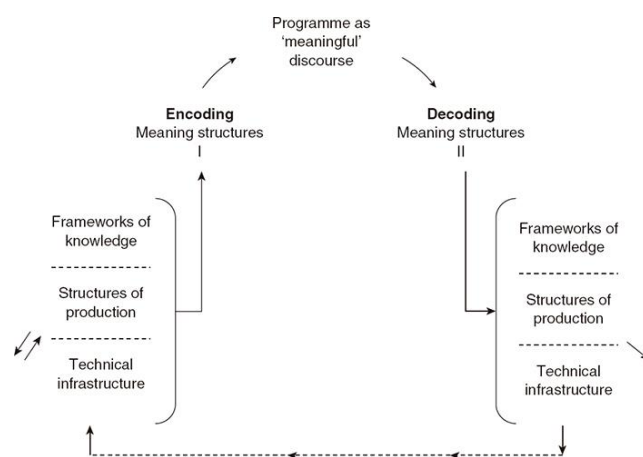 Programme as
‘meaningful’
discourse
Encoding
Meaning structures
I
Decoding
Meaning structures
II
Frameworks of
knowledge
Structures of
production
Technical
infrastructure
Frameworks of
knowledge
Structures of
production
Technical
infrastructure